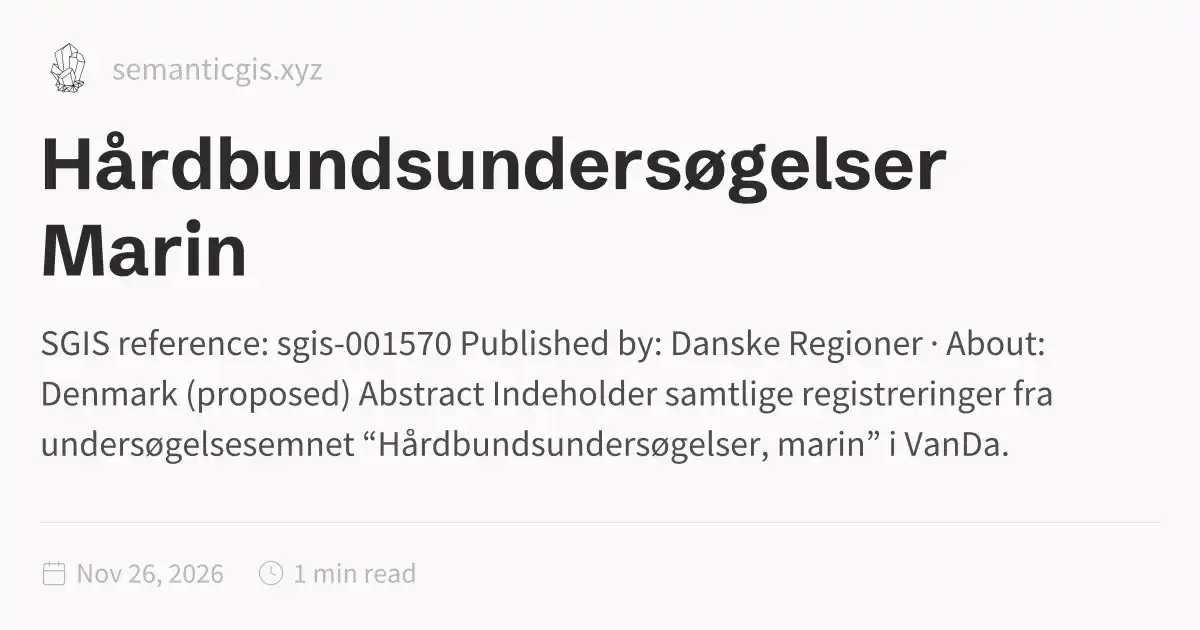 semanticgis.xyz
Hårdbundsundersøgelser
Marin
SGIS reference: sgis-001570 Published by: Danske Regioner · About:
Denmark (proposed) Abstract Indeholder samtlige registreringer fra
undersøgelsesemnet “Hårdbundsundersøgelser, marin” i VanDa.
Nov 26, 2026 1 min read